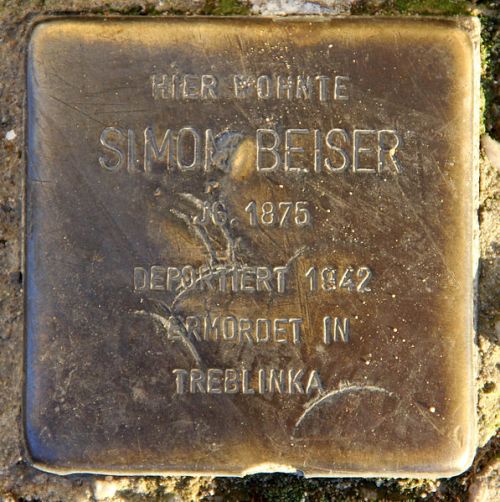 HIER WOHNTE
SIMON BEISER
JG. 1875
DEPORTIERT 1942
ERMORDET IN
TREBLINKA